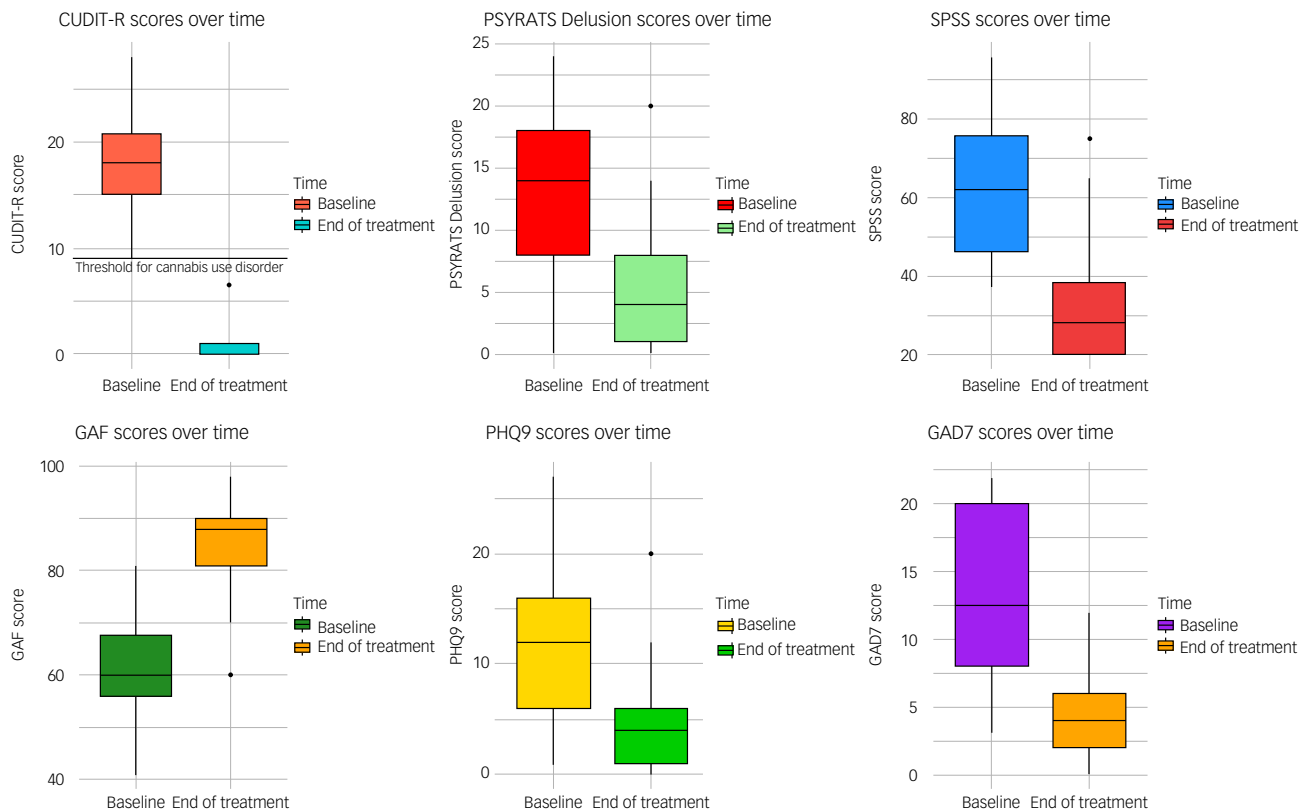 CUDIT-R scores over time
CUDIT-R score
20
10
0
Threshold for cannabis use disorder
Baseline
End of treatment
Time
Baseline
End of treatment
PSYRATS Delusion scores over time
PSYRATS Delusion score
25
20
15
10
5
0
Baseline
End of treatment
Time
Baseline
End of treatment
SPSS scores over time
SPSS score
80
60
40
20
Baseline
End of treatment
Time
Baseline
End of treatment
GAF scores over time
GAF score
100
80
60
40
Baseline
End of treatment
Time
Baseline
End of treatment
PHQ9 scores over time
PHQ9 score
20
10
0
Baseline
End of treatment
Time
Baseline
End of treatment
GAD7 scores over time
GAD7 score
20
15
10
5
0
Baseline
End of treatment
Time
Baseline
End of treatment